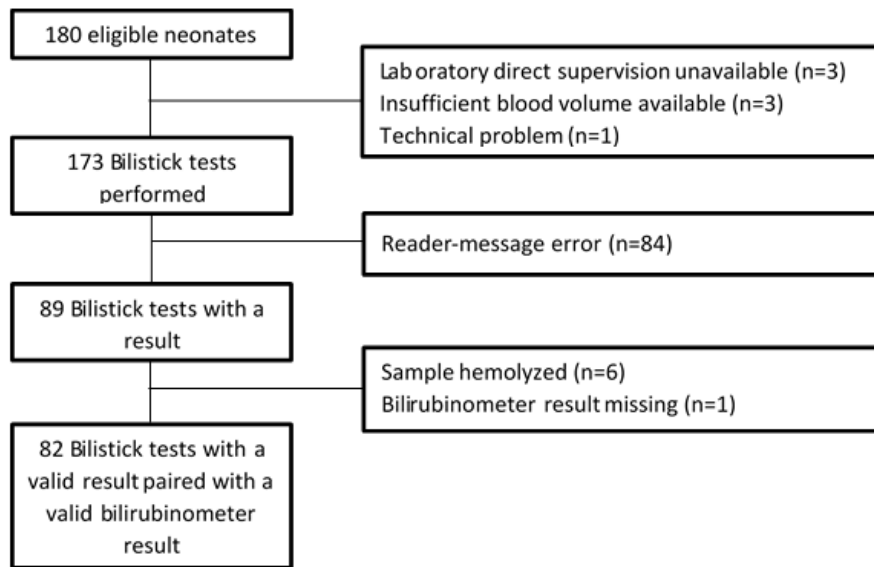 180 eligible neonates
Laboratory direct supervision unavailable (n=3)
Insufficient blood volume available (n=3)
Technical problem (n=1)
173 Bilistick tests
performed
Reader-message error (n=84)
89 Bilistick tests with a
result
Sample hemolyzed (n=6)
Bilirubinometer result missing (n=1)
82 Bilistick tests with a
valid result paired with a
valid bilirubinometer
result